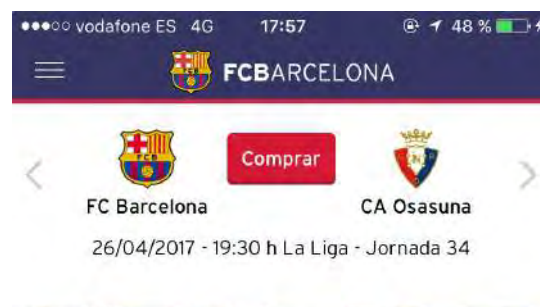 vodafone ES 4G 17:57 48 %
FCBARCELONA
FCB
Comprar
FC Barcelona CA Osasuna
26/04/2017 - 19:30 h La Liga - Jornada 34